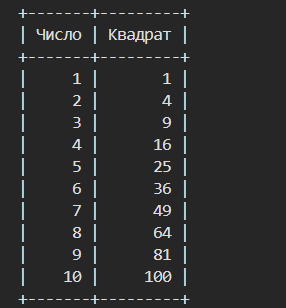 +-------+---------+
| Число | Квадрат |
+-------+---------+
|     1 |       1 |
|     2 |       4 |
|     3 |       9 |
|     4 |      16 |
|     5 |      25 |
|     6 |      36 |
|     7 |      49 |
|     8 |      64 |
|     9 |      81 |
|    10 |     100 |
+-------+---------+